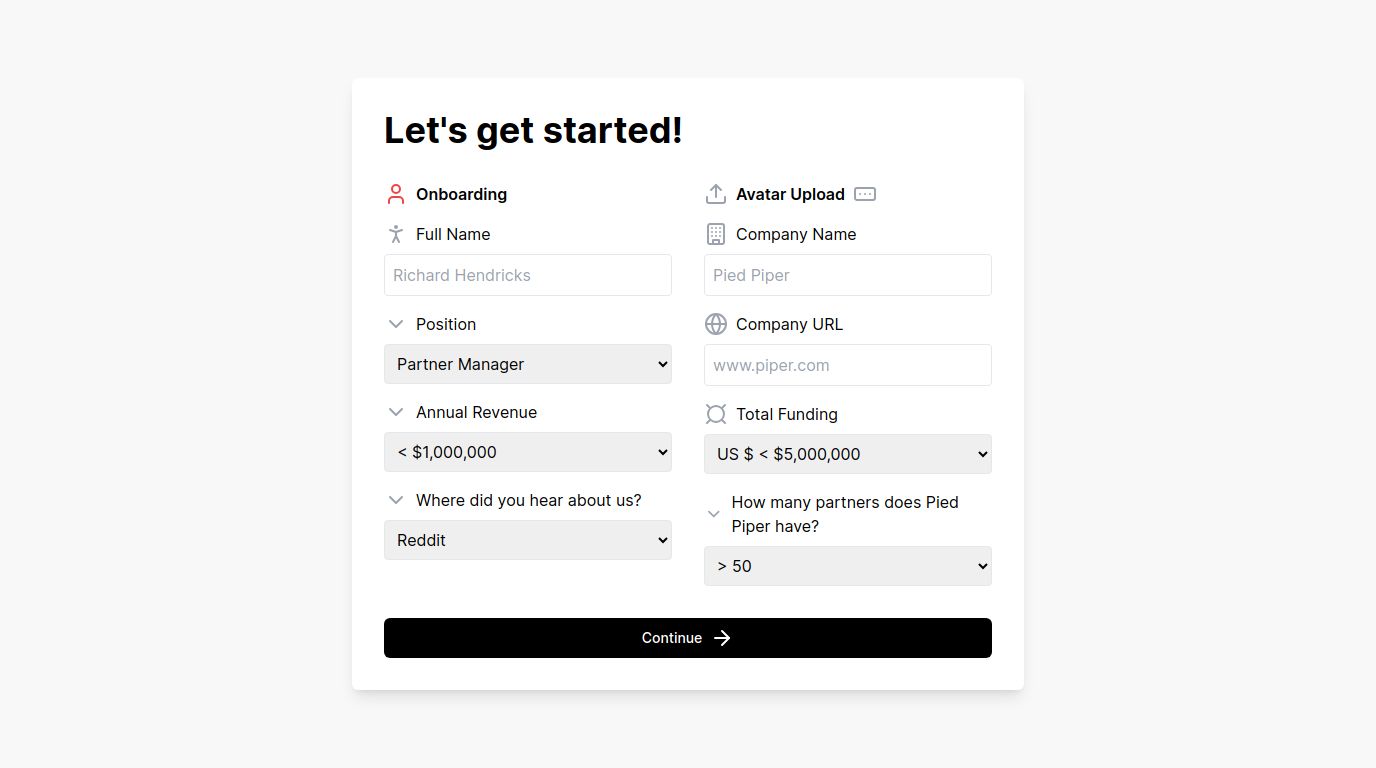 Let's get started!
Onboarding
Full Name
Richard Hendricks
Position
Partner Manager
Annual Revenue
< $1,000,000
Where did you hear about us?
Reddit
Avatar Upload
Company Name
Pied Piper
Company URL
www.piper.com
Total Funding
US $ < $5,000,000
How many partners does Pied
Piper have?
> 50
Continue